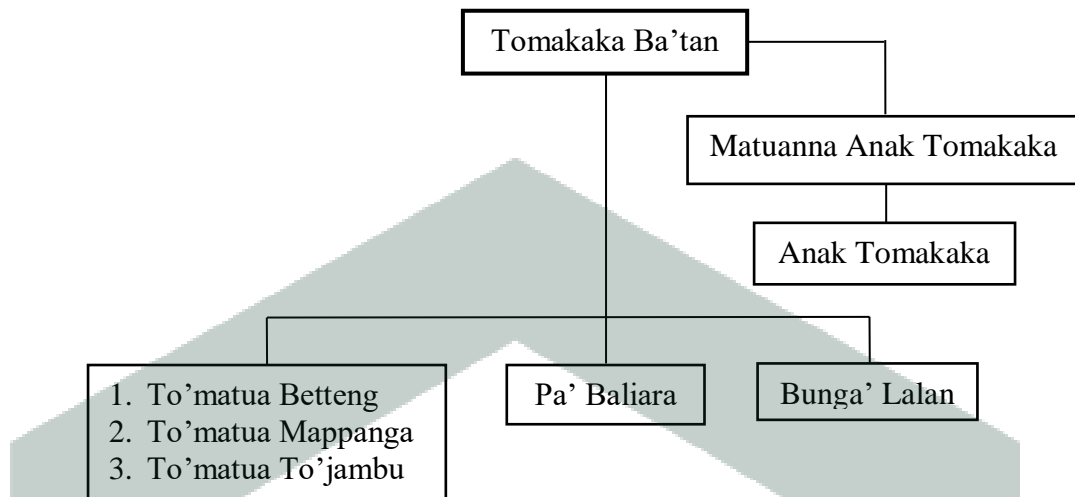 Tomakaka Ba’tan
Matuanna Anak Tomakaka
Anak Tomakaka
1. To’matua Betteng
2. To’matua Mappanga
3. To’matua To’jambu
Pa’ Baliara
Bunga’ Lalan